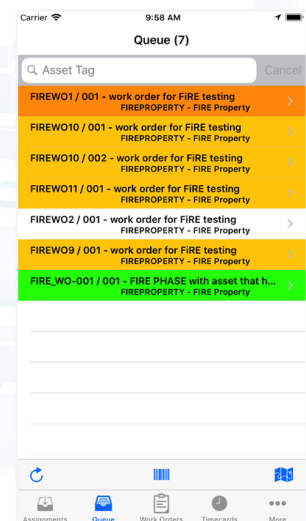 Carrier 9:58 AM
Queue (7)
Asset Tag Cancel
FIREWO1 / 001 - work order for FiRE testing
FIREPROPERTY - FIRE Property
FIREWO10 / 001 - work order for FiRE testing
FIREPROPERTY - FIRE Property
FIREWO10 / 002 - work order for FiRE testing
FIREPROPERTY - FIRE Property
FIREWO11 / 001 - work order for FiRE testing
FIREPROPERTY - FIRE Property
FIREWO2 / 001 - work order for FiRE testing
FIREPROPERTY - FIRE Property
FIREWO9 / 001 - work order for FiRE testing
FIREPROPERTY - FIRE Property
FIRE_WO-001 / 001 - FIRE PHASE with asset that h...
FIREPROPERTY - FIRE Property
Assignments Queue Work Orders Timecards More